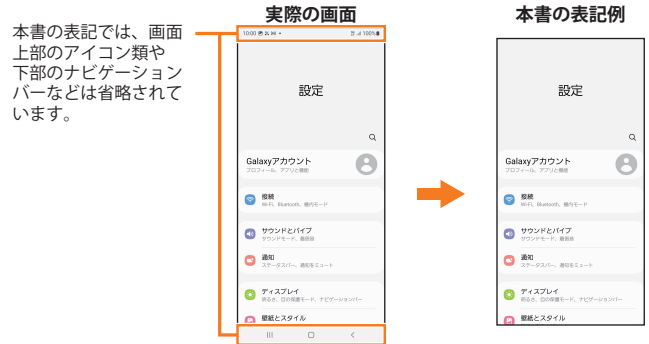 実際の画面
本書の表記例
本書の表記では、画面
上部のアイコン類や
下部のナビゲーション
バーなどは省略されて
います。
10:00
100%
設定
Galaxyアカウント
プロフィール、アプリと機能
接続
Wi-Fi、Bluetooth、機内モード
サウンドとバイブ
サウンドモード、着信音
通知
ステータスバー、通知をミュート
ディスプレイ
明るさ、目の保護モード、ナビゲーションバー
壁紙とスタイル
設定
Galaxyアカウント
プロフィール、アプリと機能
接続
Wi-Fi、Bluetooth、機内モード
サウンドとバイブ
サウンドモード、着信音
通知
ステータスバー、通知をミュート
ディスプレイ
明るさ、目の保護モード、ナビゲーションバー
壁紙とスタイル